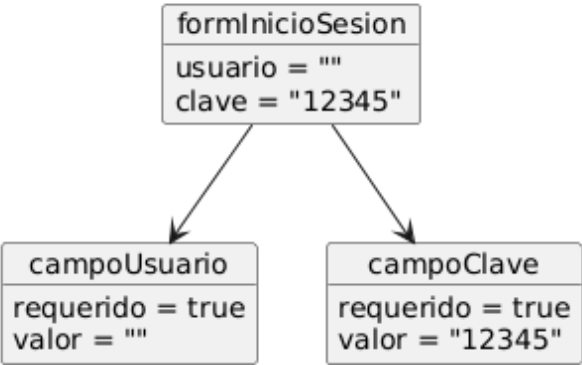 formInicioSesion
usuario = ""
clave = "12345"
campoUsuario
requerido = true
valor = ""
campoClave
requerido = true
valor = "12345"